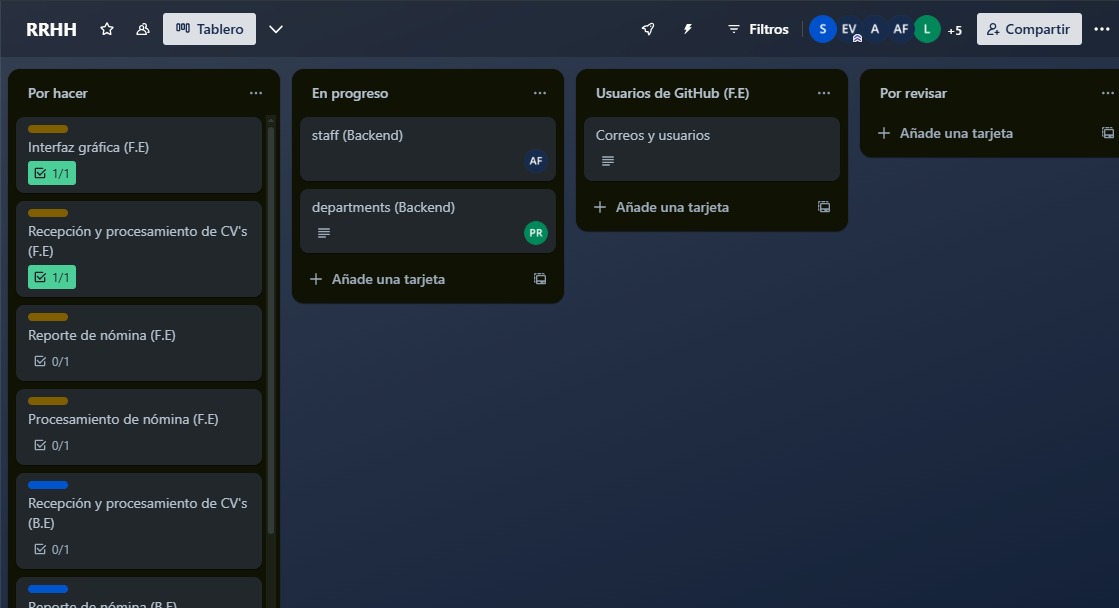 RRHH
Tablero
Filtros
S
EV
A
AF
L
+5
Compartir
Por hacer
Interfaz gráfica (F.E)
1/1
Recepción y procesamiento de CV's
(F.E)
1/1
Reporte de nómina (F.E)
0/1
Procesamiento de nómina (F.E)
0/1
Recepción y procesamiento de CV's
(B.E)
0/1
Reporte de nómina (B.E)
En progreso
staff (Backend)
AF
departments (Backend)
PR
Añade una tarjeta
Usuarios de GitHub (F.E)
Correos y usuarios
Añade una tarjeta
Por revisar
Añade una tarjeta